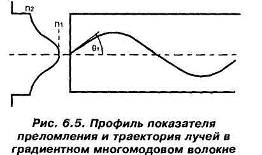 n2
n1
θ1
Рис. 6.5. Профиль показателя
преломления и траектория лучей в
градиентном многомодовом волокне